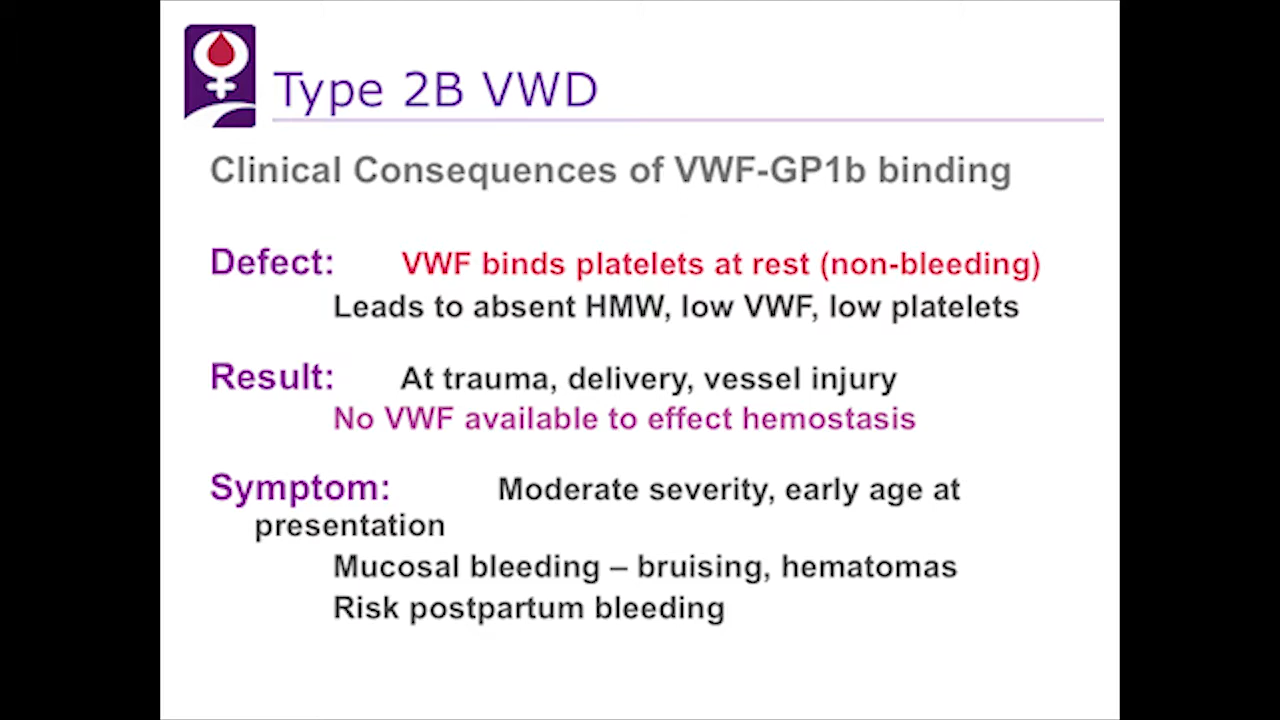 Type 2B VWD
Clinical Consequences of VWF-GP1b binding
Defect: VWF binds platelets at rest (non-bleeding)
Leads to absent HMW, low VWF, low platelets
Result: At trauma, delivery, vessel injury
No VWF available to effect hemostasis
Symptom: Moderate severity, early age at
presentation
Mucosal bleeding – bruising, hematomas
Risk postpartum bleeding